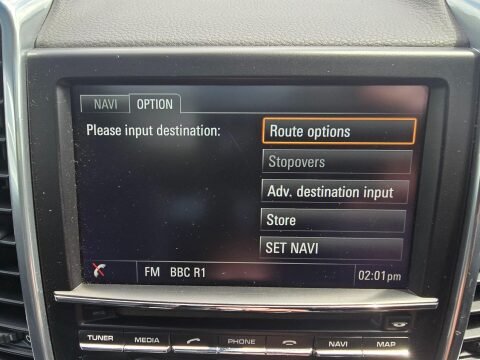 NAVI OPTION
Please input destination:
Route options
Stopovers
Adv. destination input
Store
SET NAVI
FM BBC R1 02:01pm
TUNER MEDIA PHONE NAVI MAP